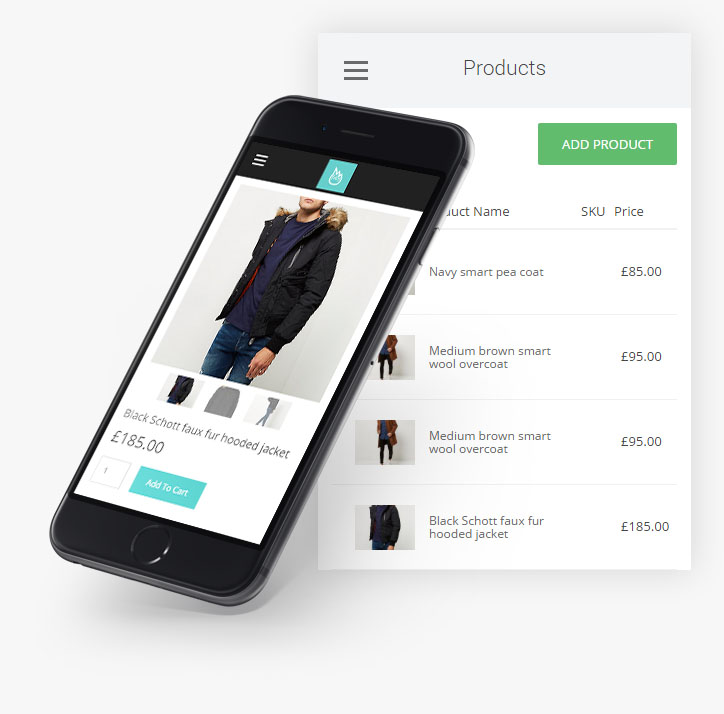 Products
ADD PRODUCT
Product Name SKU Price
Navy smart pea coat £85.00
Medium brown smart
wool overcoat
£95.00
Medium brown smart
wool overcoat
£95.00
Black Schott faux fur
hooded jacket
£185.00
Black Schott faux fur hooded jacket
£185.00
1
Add To Cart